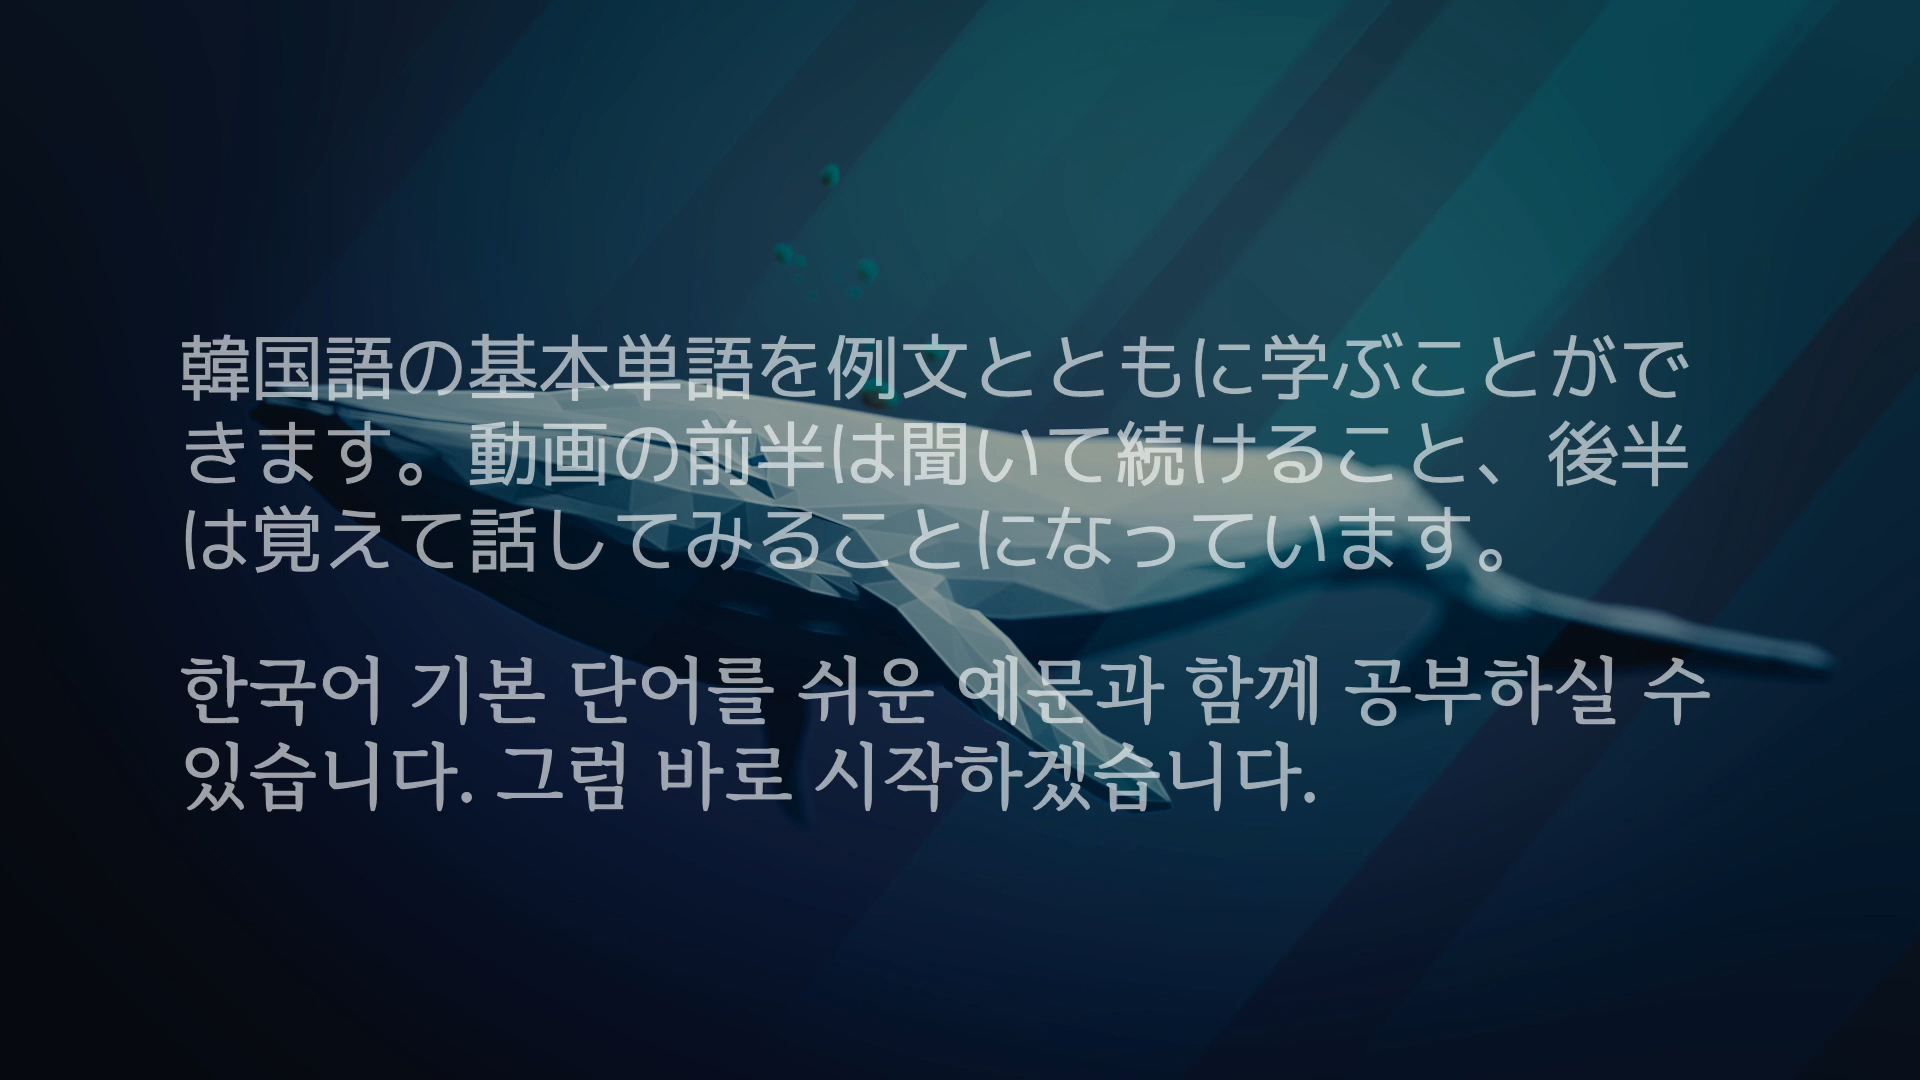 韓国語の基本単語を例文とともに学ぶことがで
きます。動画の前半は聞いて続けること、後半
は覚えて話してみることになっています。
한국어 기본 단어를 쉬운 예문과 함께 공부하실 수
있습니다. 그럼 바로 시작하겠습니다.